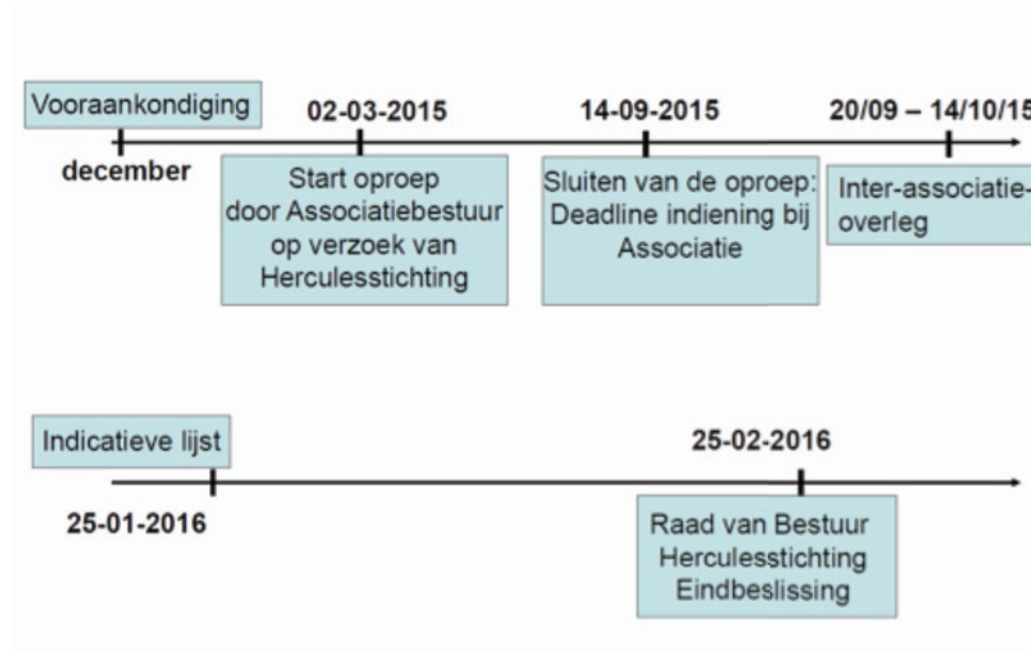 Vooraankondiging
december
02-03-2015
Start oproep
door Associatiebestuur
op verzoek van
Herculesstichting
14-09-2015
Sluiten van de oproep:
Deadline indiening bij
Associatie
20/09 – 14/10/15
Inter-associatie-
overleg
Indicatieve lijst
25-01-2016
25-02-2016
Raad van Bestuur
Herculesstichting
Eindbeslissing